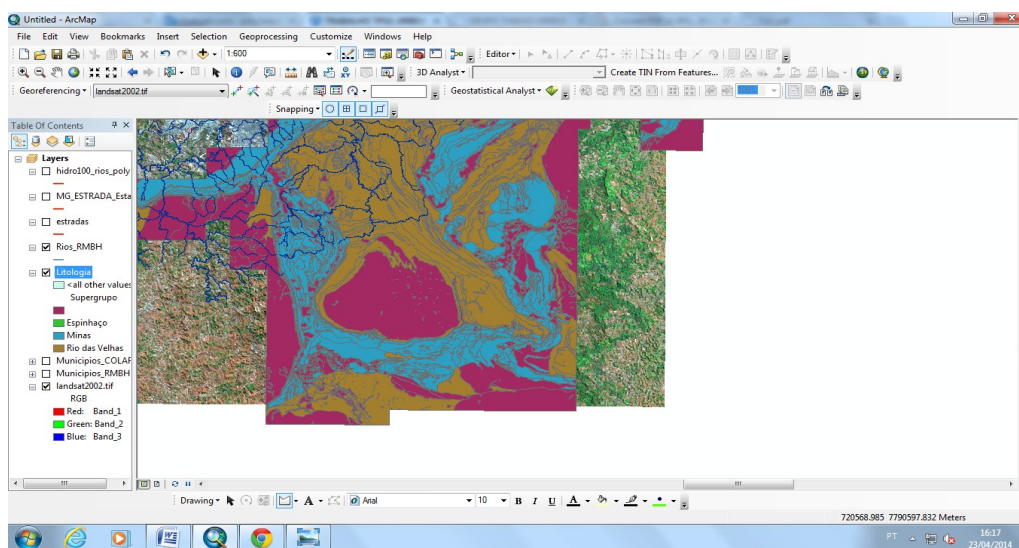 Untitled - ArcMap
File Edit View Bookmarks Insert Selection Geoprocessing Customize Windows Help
1:600 Editor
3D Analyst Create TIN From Features...
Georeferencing landsat2002.tif Geostatistical Analyst 100%
Snapping
Table Of Contents
Layers
hidro100_rios_poly
MG_ESTRADA_Esta
estradas
Rios_RMBH
Litologia
<all other values
Supergrupo
Espinhaço
Minas
Rio das Velhas
Municipios_COLAR
Municipios_RMBH
landsat2002.tif
RGB
Red: Band_1
Green: Band_2
Blue: Band_3
Drawing A Arial 10 B I U A
720568.985 7790597.832 Meters
PT 16:17
23/04/2014